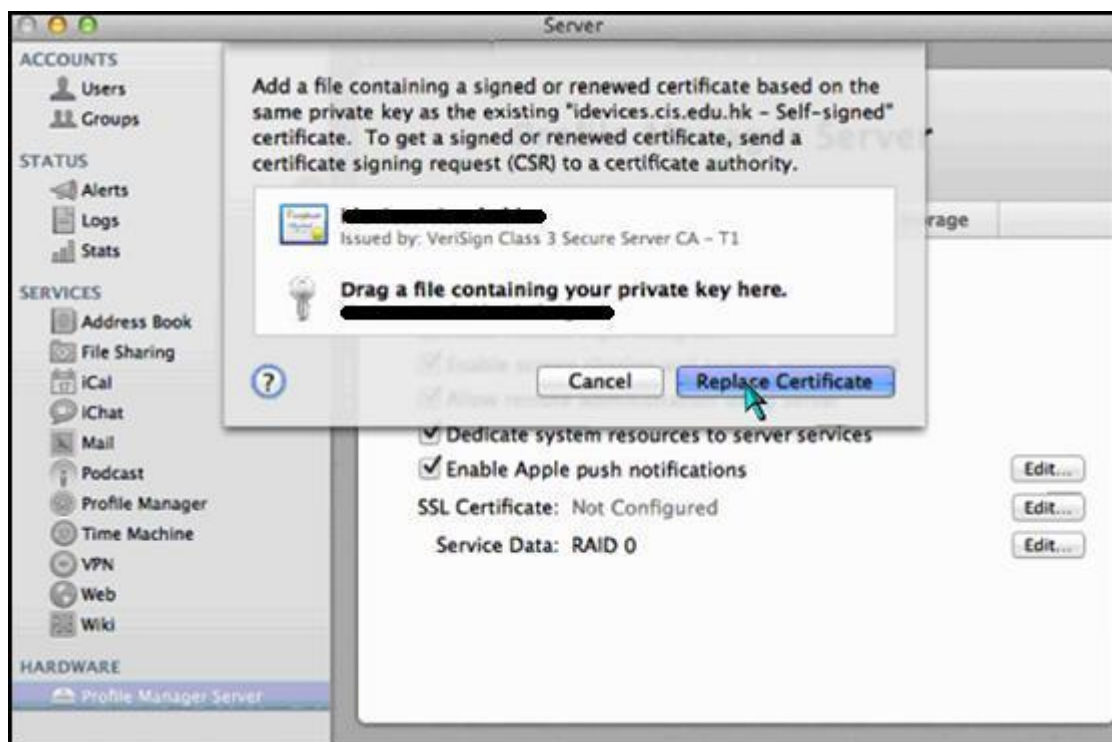 Server
ACCOUNTS
Users
Groups
STATUS
Alerts
Logs
Stats
SERVICES
Address Book
File Sharing
iCal
iChat
Mail
Podcast
Profile Manager
Time Machine
VPN
Web
Wiki
HARDWARE
Profile Manager Server
Add a file containing a signed or renewed certificate based on the
same private key as the existing "idevices.cis.edu.hk – Self-signed"
certificate. To get a signed or renewed certificate, send a
certificate signing request (CSR) to a certificate authority.
Issued by: VeriSign Class 3 Secure Server CA – T1
Drag a file containing your private key here.
Cancel
Replace Certificate
Server
rage
Dedicate system resources to server services
Enable Apple push notifications
Edit...
SSL Certificate: Not Configured
Edit...
Service Data: RAID 0
Edit...